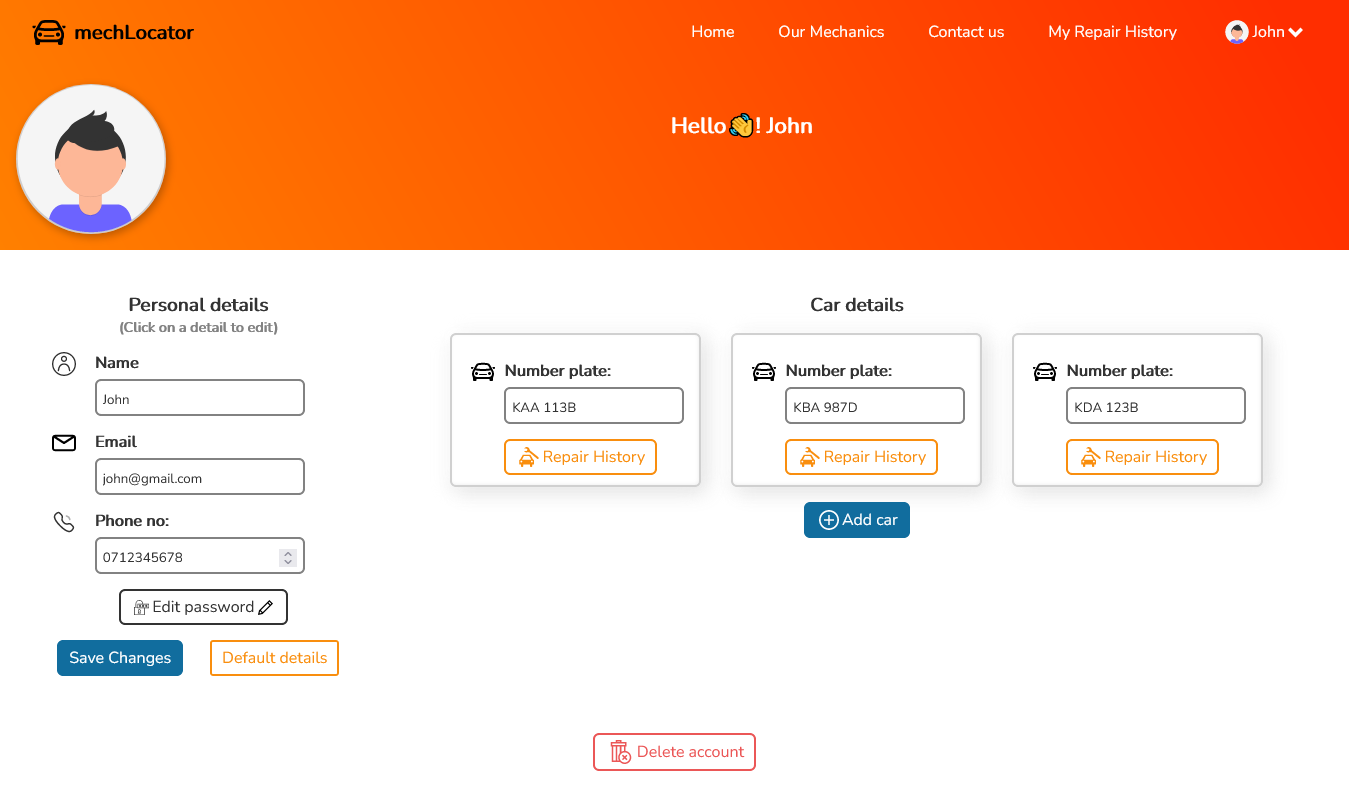 mechLocator
Home
Our Mechanics
Contact us
My Repair History
John
Hello👋! John
Personal details
(Click on a detail to edit)
Name
John
Email
john@gmail.com
Phone no:
0712345678
Edit password
Save Changes
Default details
Car details
Number plate:
KAA 113B
Repair History
Number plate:
KBA 987D
Repair History
Number plate:
KDA 123B
Repair History
Add car
Delete account